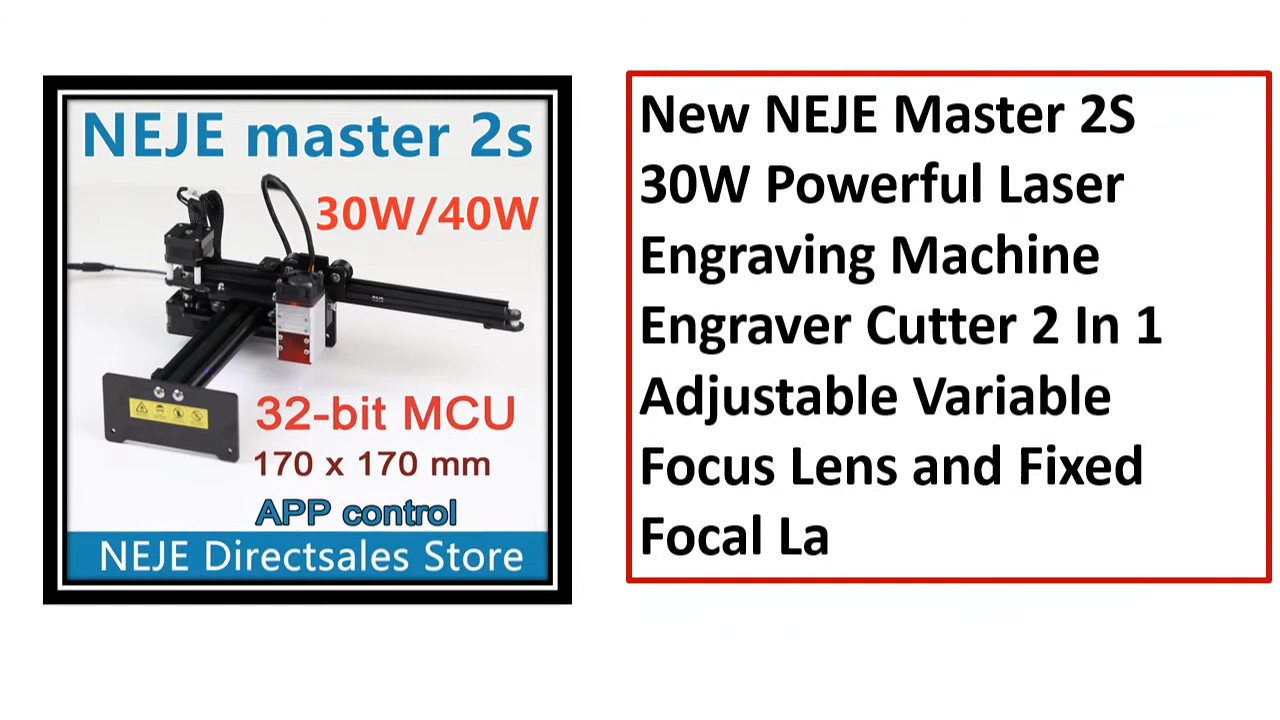 NEJE master 2s
30W/40W
32-bit MCU
170 x 170 mm
APP control
NEJE Directsales Store
New NEJE Master 2S
30W Powerful Laser
Engraving Machine
Engraver Cutter 2 In 1
Adjustable Variable
Focus Lens and Fixed
Focal La